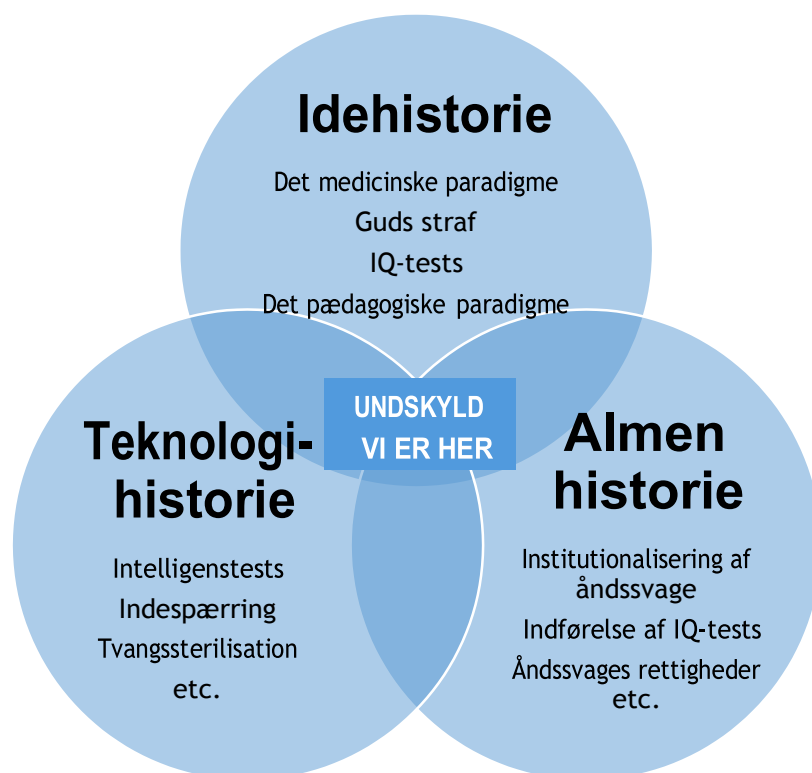 Idehistorie
Det medicinske paradigme
Guds straf
IQ-tests
Det pædagogiske paradigme
UNDSKYLD
VI ER HER
Teknologi-
historie
Intelligenstests
Indespærring
Tvangssterilisation
etc.
Almen
historie
Institutionalisering af
åndssvage
Indførelse af IQ-tests
Åndssvages rettigheder
etc.